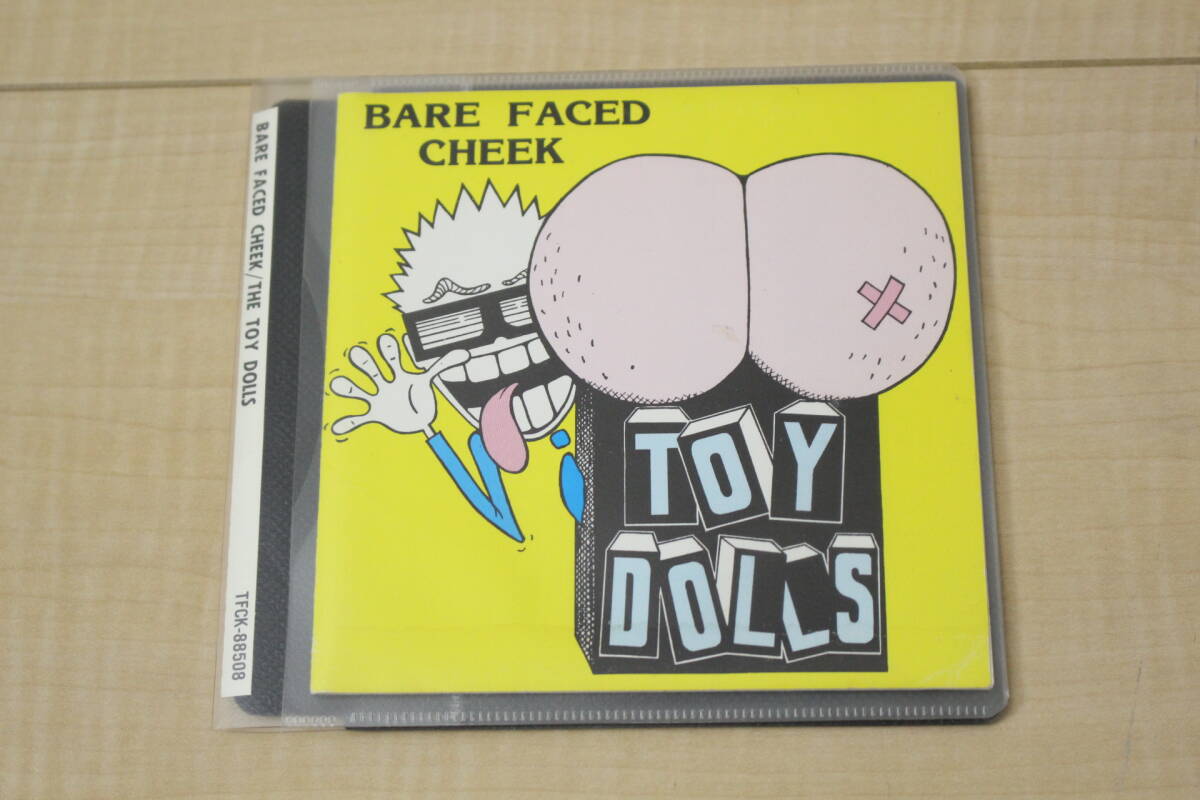 BARE FACED
CHEEK
TOY
DOLLS
BARE FACED CHEEK/THE TOY DOLLS
TFCK-88508